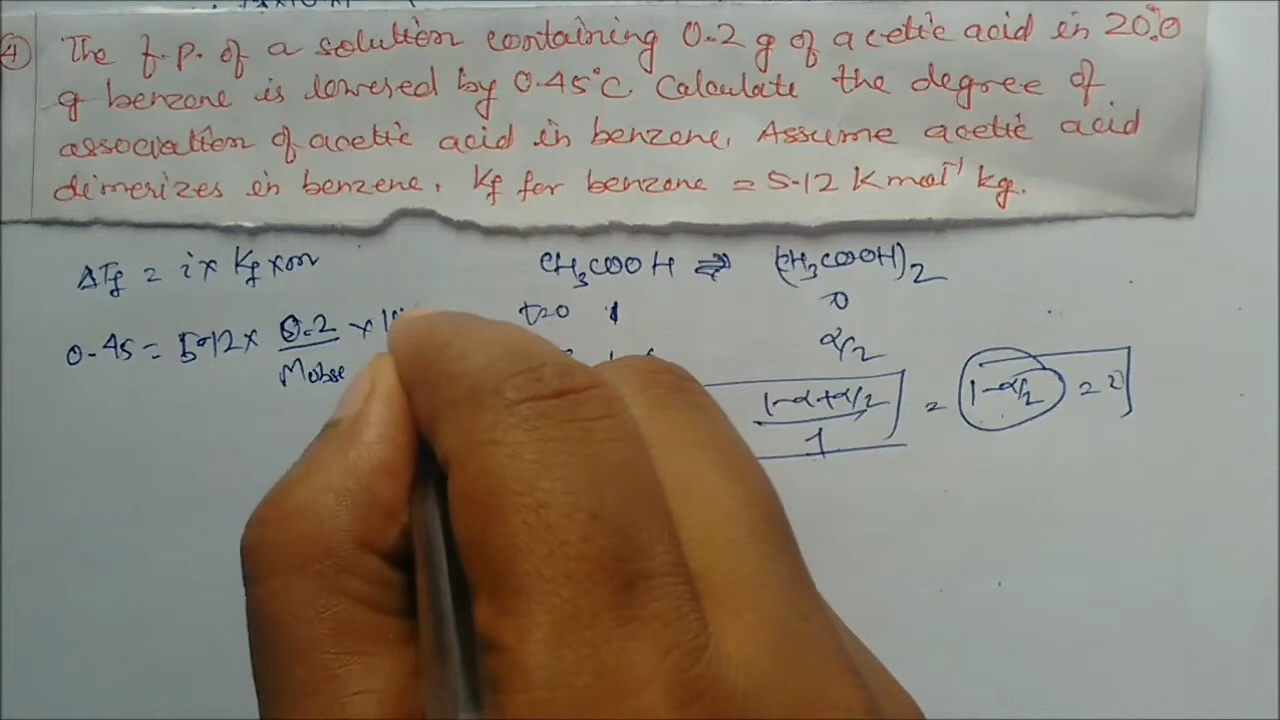 4 The f.p. of a solution containing 0.2 g of acetic acid in 20.0
g benzene is lowered by 0.45°C. Calculate the degree of
association of acetic acid in benzene. Assume acetic acid
dimerizes in benzene. Kf for benzene = 5.12 K mol⁻¹ kg.
ΔTf = i × Kf × m
CH₃COOH ⇌ (CH₃COOH)₂
t=0 1 0
0.45 = 5.12 × 0.2 / Mobse ×
α/2
1-α+α/2 / 1 = 1-α/2 = i